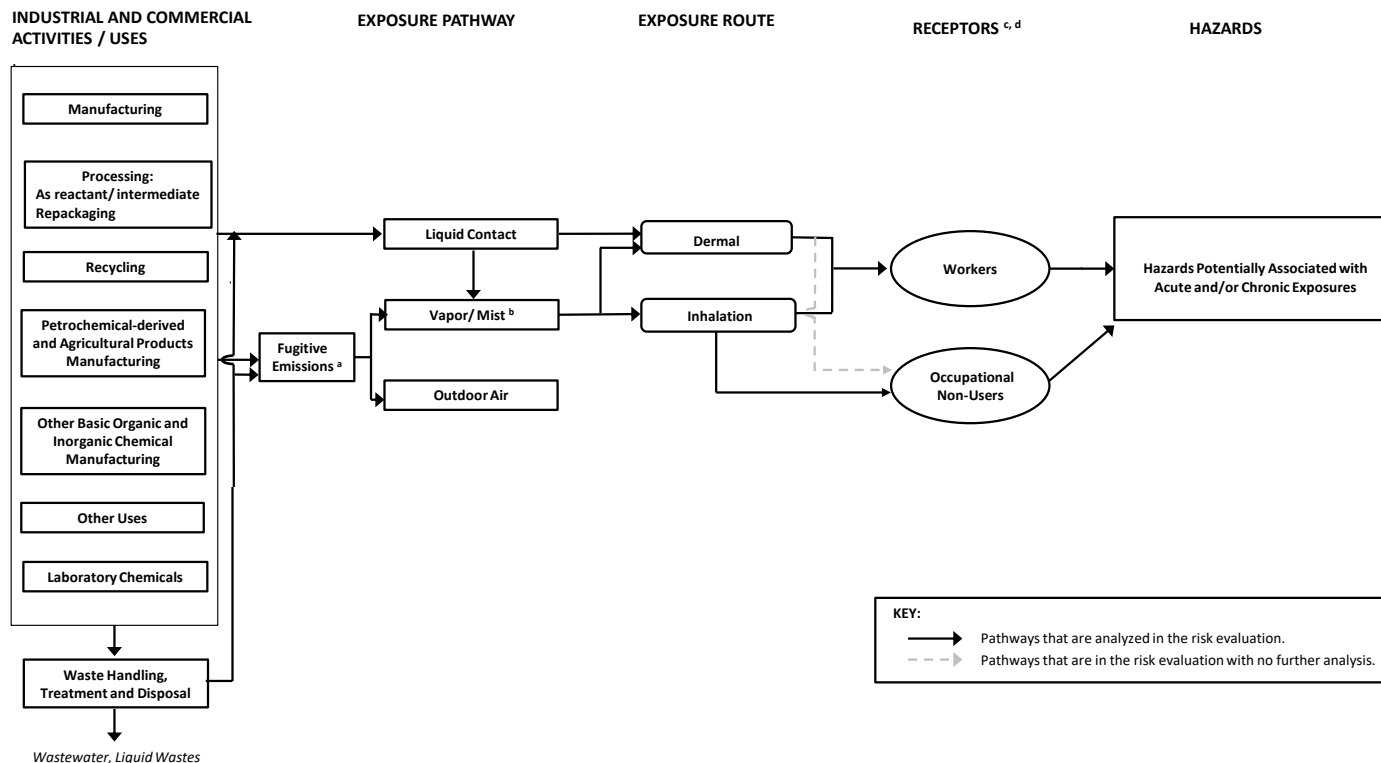 INDUSTRIAL AND COMMERCIAL
ACTIVITIES / USES
EXPOSURE PATHWAY
EXPOSURE ROUTE
RECEPTORS c, d
HAZARDS
Manufacturing
Processing:
As reactant/ intermediate
Repackaging
Recycling
Petrochemical-derived
and Agricultural Products
Manufacturing
Other Basic Organic and
Inorganic Chemical
Manufacturing
Other Uses
Laboratory Chemicals
Waste Handling,
Treatment and Disposal
Wastewater, Liquid Wastes
Fugitive
Emissions a
Liquid Contact
Vapor/ Mist b
Outdoor Air
Dermal
Inhalation
Workers
Occupational
Non-Users
Hazards Potentially Associated with
Acute and/or Chronic Exposures
KEY:
Pathways that are analyzed in the risk evaluation.
Pathways that are in the risk evaluation with no further analysis.